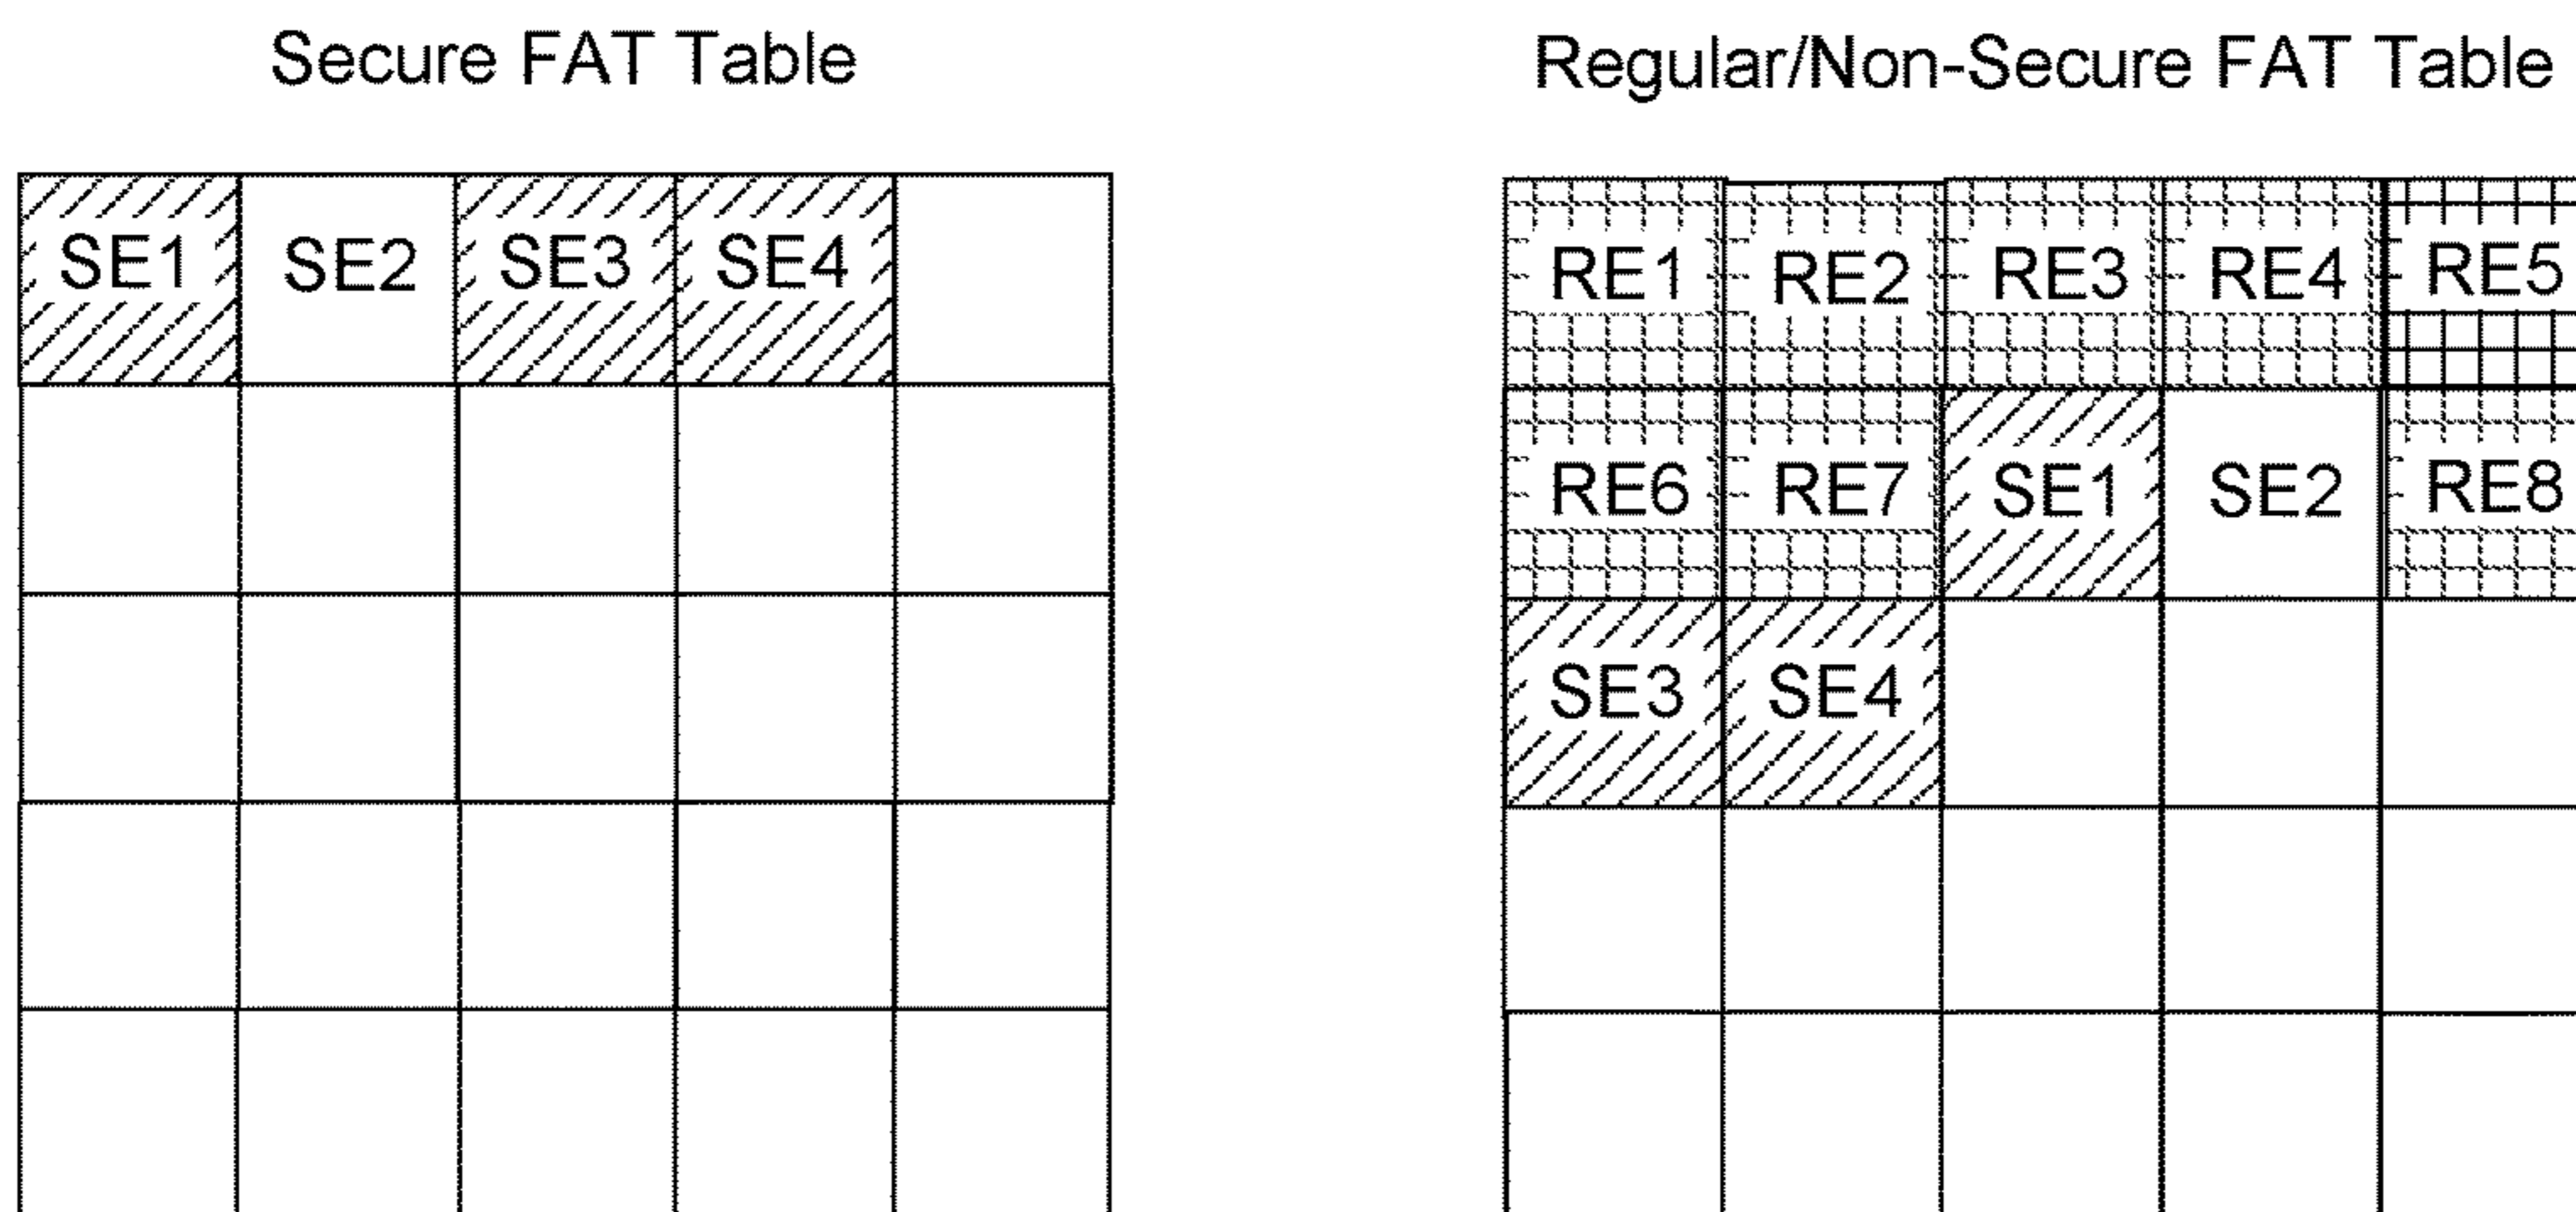 Secure FAT Table
SE1 SE2 SE3 SE4
Regular/Non-Secure FAT Table
RE1 RE2 RE3 RE4 RE5
RE6 RE7 SE1 SE2 RE8
SE3 SE4